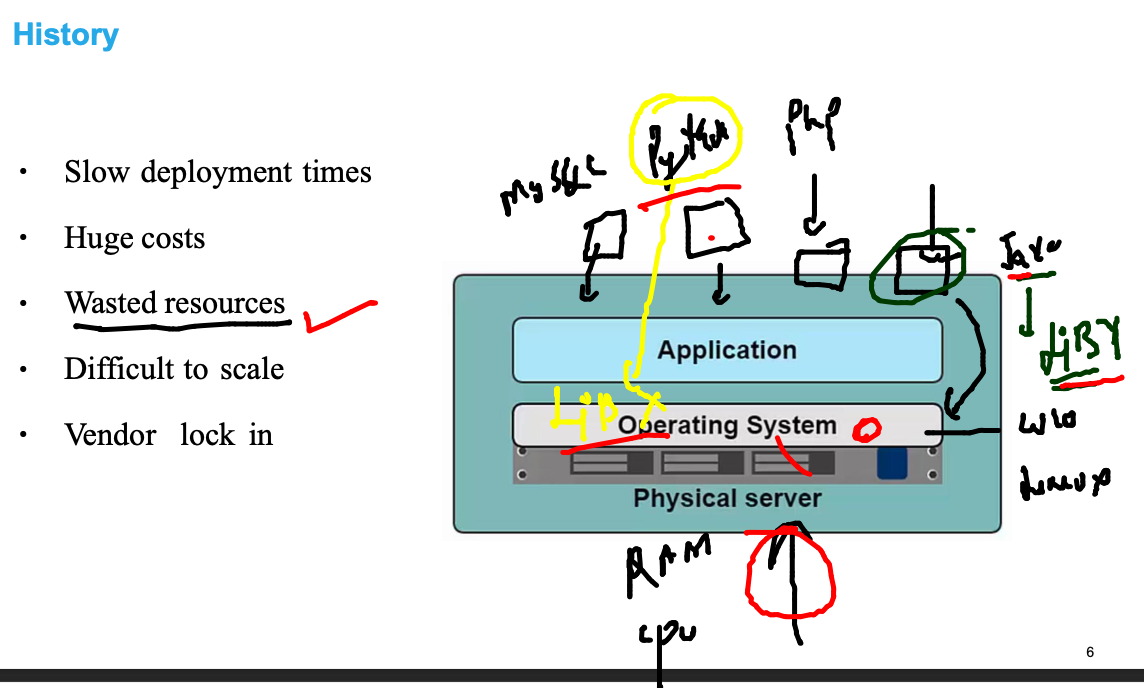 History
• Slow deployment times
• Huge costs
• Wasted resources
• Difficult to scale
• Vendor lock in
MySQL
Python
PhP
Java
LiBY
Application
LiB X
Operating System
Physical server
Win
Linux
RAM
CPU
6